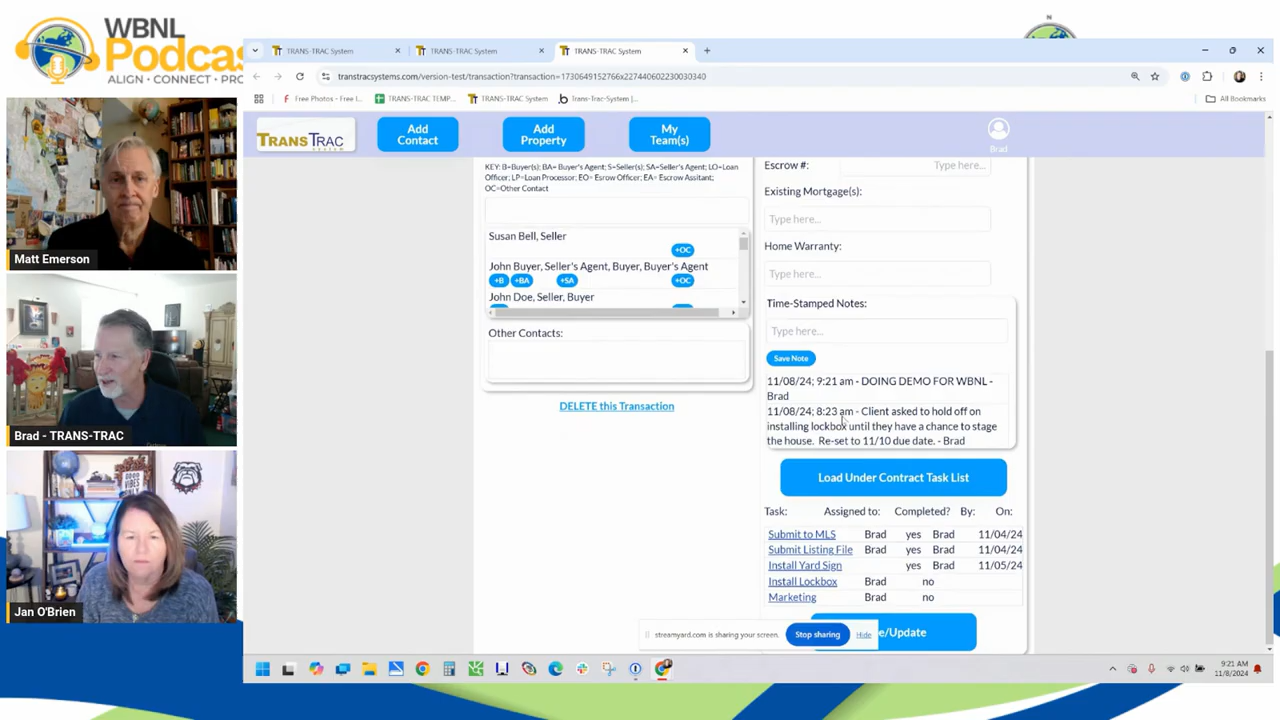 WBNL
Podcas
ALIGN · CONNECT · PRO
N
TRANS-TRAC System
TRANS-TRAC System
TRANS-TRAC System
transtracsystems.com/version-test/transaction?transaction=1730649152766x227440602230030340
Free Photos - Free I...
TRANS-TRAC TEMP...
TRANS-TRAC System
Trans-Trac-System |...
All Bookmarks
TRANSTRAC
SYSTEM
Add
Contact
Add
Property
My
Team(s)
Brad
KEY: B=Buyer(s); BA= Buyer's Agent; S=Seller(s); SA=Seller's Agent; LO=Loan
Officer; LP=Loan Processor; EO= Esrow Officer; EA= Escrow Assitant;
OC=Other Contact
Susan Bell, Seller
+OC
John Buyer, Seller's Agent, Buyer, Buyer's Agent
+B +BA +SA +OC
John Doe, Seller, Buyer
Other Contacts:
DELETE this Transaction
Escrow #:
Type here...
Existing Mortgage(s):
Type here...
Home Warranty:
Type here...
Time-Stamped Notes:
Type here...
Save Note
11/08/24; 9:21 am - DOING DEMO FOR WBNL -
Brad
11/08/24; 8:23 am - Client asked to hold off on
installing lockbox until they have a chance to stage
the house. Re-set to 11/10 due date. - Brad
Load Under Contract Task List
Task: Assigned to: Completed? By: On:
Submit to MLS Brad yes Brad 11/04/24
Submit Listing File Brad yes Brad 11/04/24
Install Yard Sign yes Brad 11/05/24
Install Lockbox Brad no
Marketing Brad no
e/Update
streamyard.com is sharing your screen.
Stop sharing
Hide
9:21 AM
11/8/2024
Matt Emerson
Brad - TRANS-TRAC
Jan O'Brien